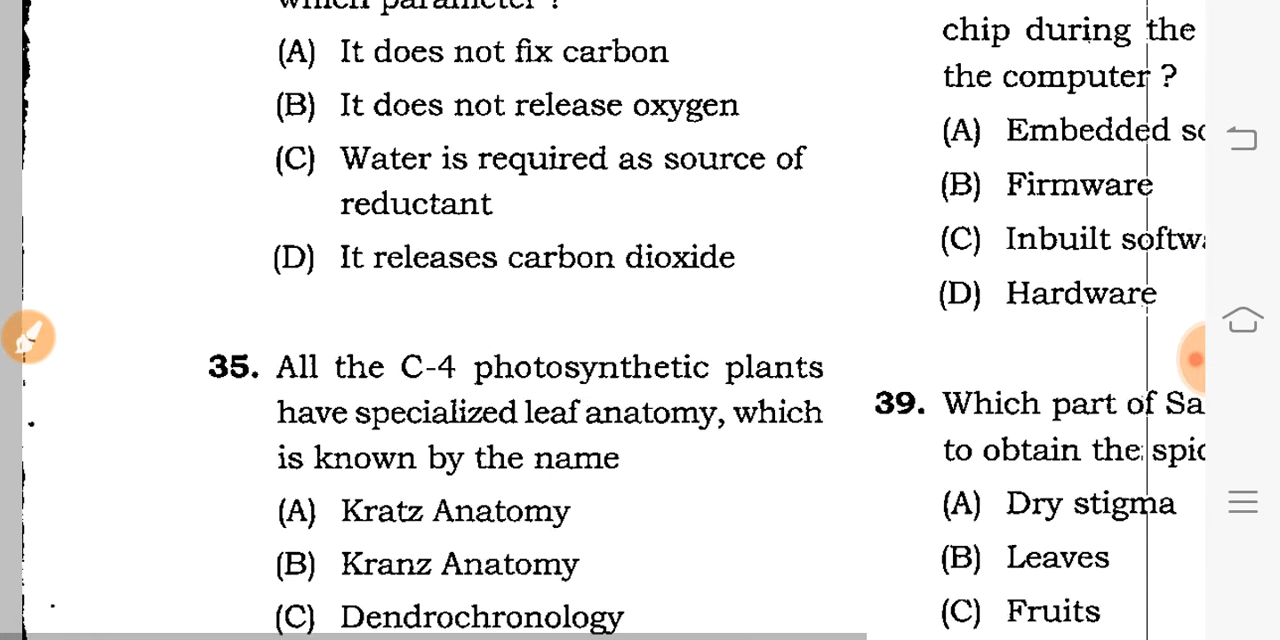 (A) It does not fix carbon
(B) It does not release oxygen
(C) Water is required as source of
reductant
(D) It releases carbon dioxide
35. All the C-4 photosynthetic plants
have specialized leaf anatomy, which
is known by the name
(A) Kratz Anatomy
(B) Kranz Anatomy
(C) Dendrochronology
chip during the
the computer ?
(A) Embedded
(B) Firmware
(C) Inbuilt
(D) Hardware
39. Which part of
to obtain the
(A) Dry stigma
(B) Leaves
(C) Fruits